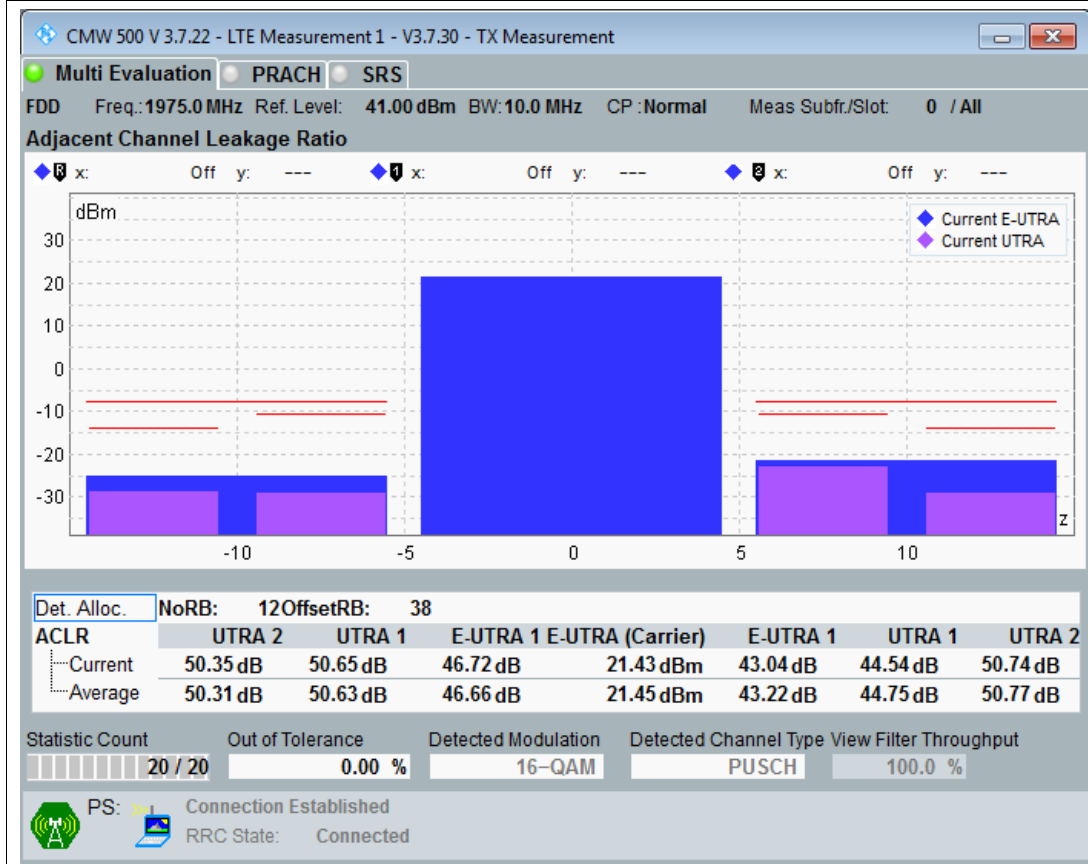 CMW 500 V 3.7.22 - LTE Measurement 1 - V3.7.30 - TX Measurement
Multi Evaluation PRACH SRS
FDD Freq.: 1975.0 MHz Ref. Level: 41.00 dBm BW: 10.0 MHz CP : Normal Meas Subfr./Slot: 0 / All
Adjacent Channel Leakage Ratio
R x: Off y: --- 1 x: Off y: --- 2 x: Off y: ---
dBm
Current E-UTRA
Current UTRA
30
20
10
0
-10
-20
-30
z
-10 -5 0 5 10
Det. Alloc. NoRB: 12 OffsetRB: 38
ACLR UTRA 2 UTRA 1 E-UTRA 1 E-UTRA (Carrier) E-UTRA 1 UTRA 1 UTRA 2
Current 50.35 dB 50.65 dB 46.72 dB 21.43 dBm 43.04 dB 44.54 dB 50.74 dB
Average 50.31 dB 50.63 dB 46.66 dB 21.45 dBm 43.22 dB 44.75 dB 50.77 dB
Statistic Count Out of Tolerance Detected Modulation Detected Channel Type View Filter Throughput
20 / 20 0.00 % 16-QAM PUSCH 100.0 %
PS: Connection Established
RRC State: Connected